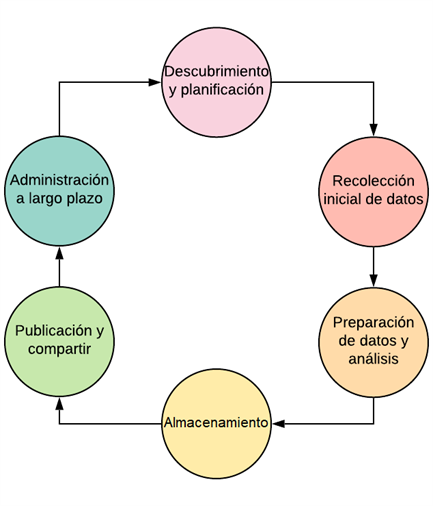 Descubrimiento
y planificación
Recolección
inicial de datos
Preparación
de datos y
análisis
Almacenamiento
Publicación y
compartir
Administración
a largo plazo